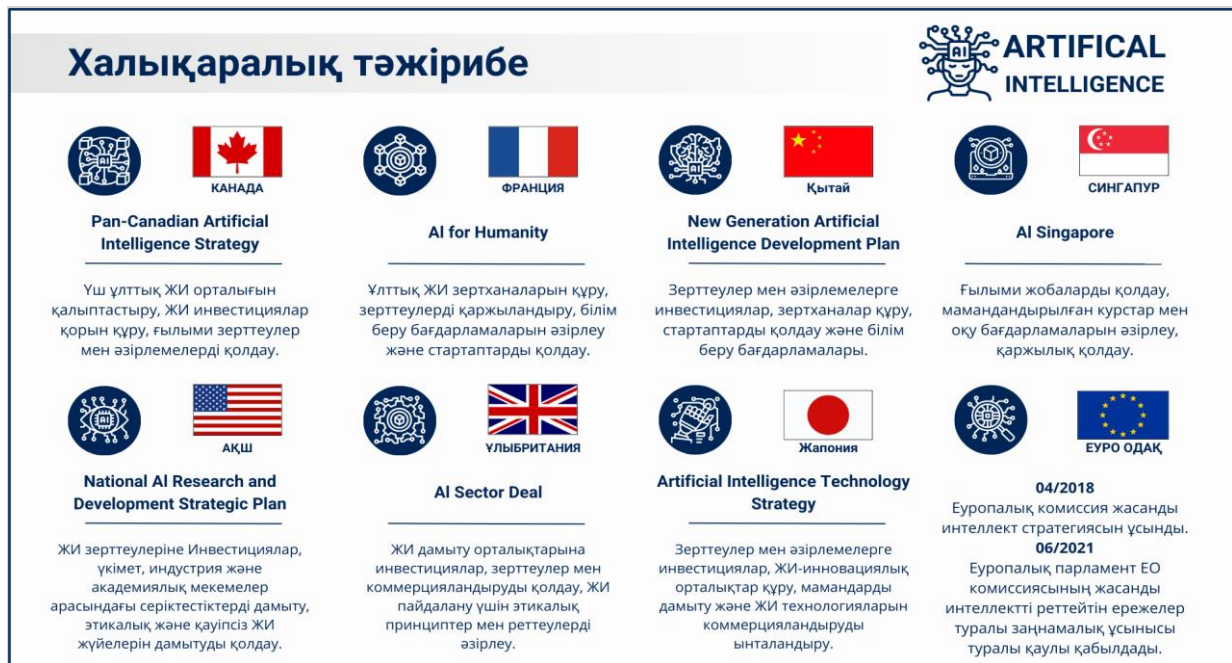 Халықаралық тәжірибе
ARTIFICAL
INTELLIGENCE
AI
AI
КАНАДА
Pan-Canadian Artificial
Intelligence Strategy
Үш ұлттық ЖИ орталығын
қалыптастыру, ЖИ инвестициялар
қорын құру, ғылыми зерттеулер
мен әзірлемелерді қолдау.
ФРАНЦИЯ
AI for Humanity
Ұлттық ЖИ зертханаларын құру,
зерттеулерді қаржыландыру, білім
беру бағдарламаларын әзірлеу
және стартаптарды қолдау.
AI
Қытай
New Generation Artificial
Intelligence Development Plan
Зерттеулер мен әзірлемелерге
инвестициялар, зертханалар құру,
стартаптарды қолдау және білім
беру бағдарламалары.
СИНГАПУР
AI Singapore
Ғылыми жобаларды қолдау,
мамандандырылған курстар мен
оқу бағдарламаларын әзірлеу,
қаржылық қолдау.
АҚШ
National AI Research and
Development Strategic Plan
ЖИ зерттеулеріне Инвестициялар,
үкімет, индустрия және
академиялық мекемелер
арасындағы серіктестіктерді дамыту,
этикалық және қауіпсіз ЖИ
жүйелерін дамытуды қолдау.
ҰЛЫБРИТАНИЯ
AI Sector Deal
ЖИ дамыту орталықтарына
инвестициялар, зерттеулер мен
коммерцияландыруды қолдау, ЖИ
пайдалану үшін этикалық
принциптер мен реттеулерді
әзірлеу.
Жапония
Artificial Intelligence Technology
Strategy
Зерттеулер мен әзірлемелерге
инвестициялар, ЖИ-инновациялық
орталықтар құру, мамандарды
дамыту және ЖИ технологияларын
коммерцияландыруды
ынталандыру.
ЕУРО ОДАҚ
04/2018
Еуропалық комиссия жасанды
интеллект стратегиясын ұсынды.
06/2021
Еуропалық парламент ЕО
комиссиясының жасанды
интеллектті реттейтін ережелер
туралы заңнамалық ұсынысы
туралы қаулы қабылдады.